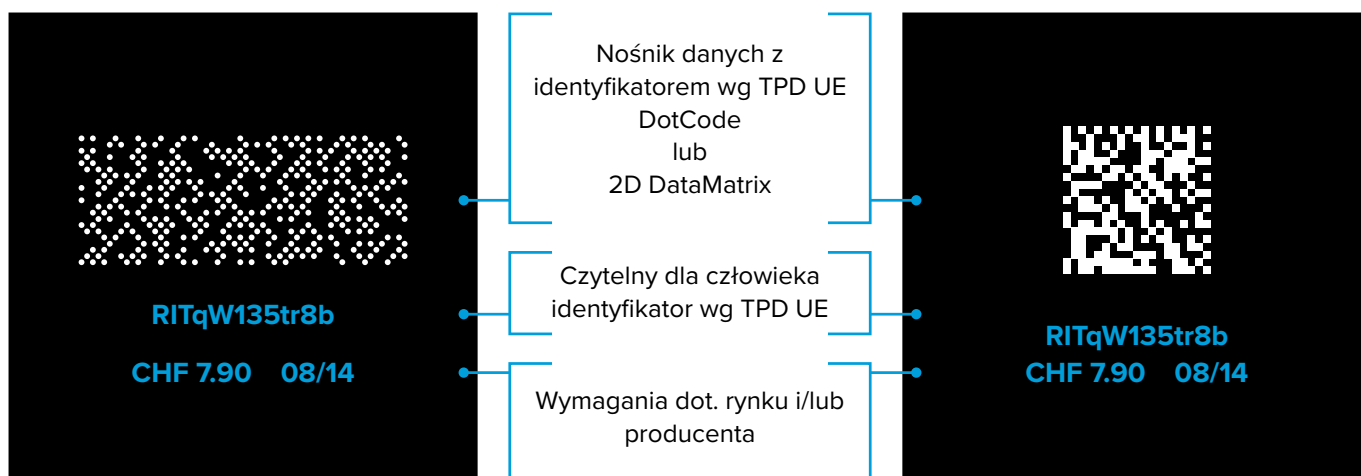 Nośnik danych z
identyfikatorem wg TPD UE
DotCode
lub
2D DataMatrix
Czytelny dla człowieka
identyfikator wg TPD UE
Wymagania dot. rynku i/lub
producenta
RITqW135tr8b
CHF 7.90 08/14
RITqW135tr8b
CHF 7.90 08/14